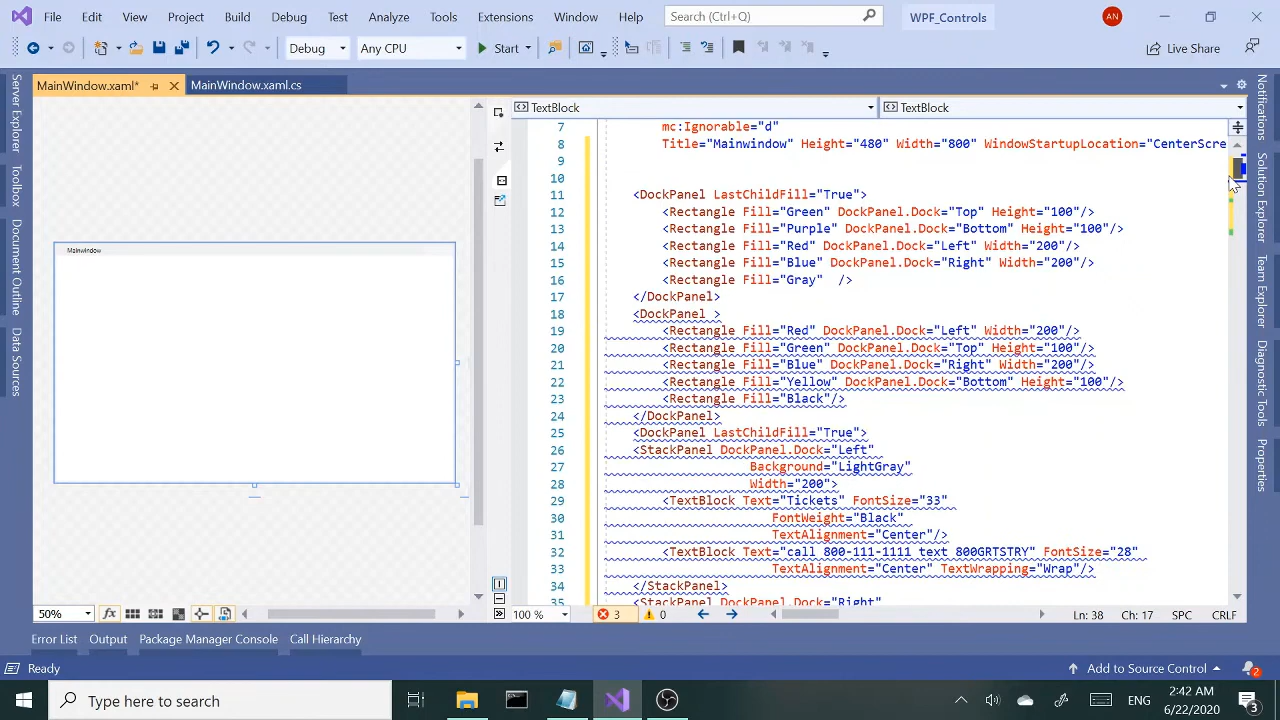 File Edit View Git Project Build Debug Test Analyze Tools Extensions Window Help Search (Ctrl+Q) WPF_Controls AN
Debug Any CPU Start Live Share
MainWindow.xaml* MainWindow.xaml.cs
TextBlock TextBlock
Server Explorer
Toolbox
Document Outline
Data Sources
Mainwindow
7 mc:Ignorable="d"
8 Title="Mainwindow" Height="480" Width="800" WindowStartupLocation="CenterScre
9
10
11 <DockPanel LastChildFill="True">
12 <Rectangle Fill="Green" DockPanel.Dock="Top" Height="100"/>
13 <Rectangle Fill="Purple" DockPanel.Dock="Bottom" Height="100"/>
14 <Rectangle Fill="Red" DockPanel.Dock="Left" Width="200"/>
15 <Rectangle Fill="Blue" DockPanel.Dock="Right" Width="200"/>
16 <Rectangle Fill="Gray"  />
17 </DockPanel>
18 <DockPanel >
19 <Rectangle Fill="Red" DockPanel.Dock="Left" Width="200"/>
20 <Rectangle Fill="Green" DockPanel.Dock="Top" Height="100"/>
21 <Rectangle Fill="Blue" DockPanel.Dock="Right" Width="200"/>
22 <Rectangle Fill="Yellow" DockPanel.Dock="Bottom" Height="100"/>
23 <Rectangle Fill="Black"/>
24 </DockPanel>
25 <DockPanel LastChildFill="True">
26 <StackPanel DockPanel.Dock="Left"
27 Background="LightGray"
28 Width="200">
29 <TextBlock Text="Tickets" FontSize="33"
30 FontWeight="Black"
31 TextAlignment="Center"/>
32 <TextBlock Text="call 800-111-1111 text 800GRTSTRY" FontSize="28"
33 TextAlignment="Center" TextWrapping="Wrap"/>
34 </StackPanel>
35 <StackPanel DockPanel.Dock="Right"
Notifications
Solution Explorer
Team Explorer
Diagnostic Tools
Properties
50% fx 100 % 3 0 Ln: 38 Ch: 17 SPC CRLF
Error List Output Package Manager Console Call Hierarchy
Ready Add to Source Control 2
Type here to search ENG
:42 AM
6/22/2020
3